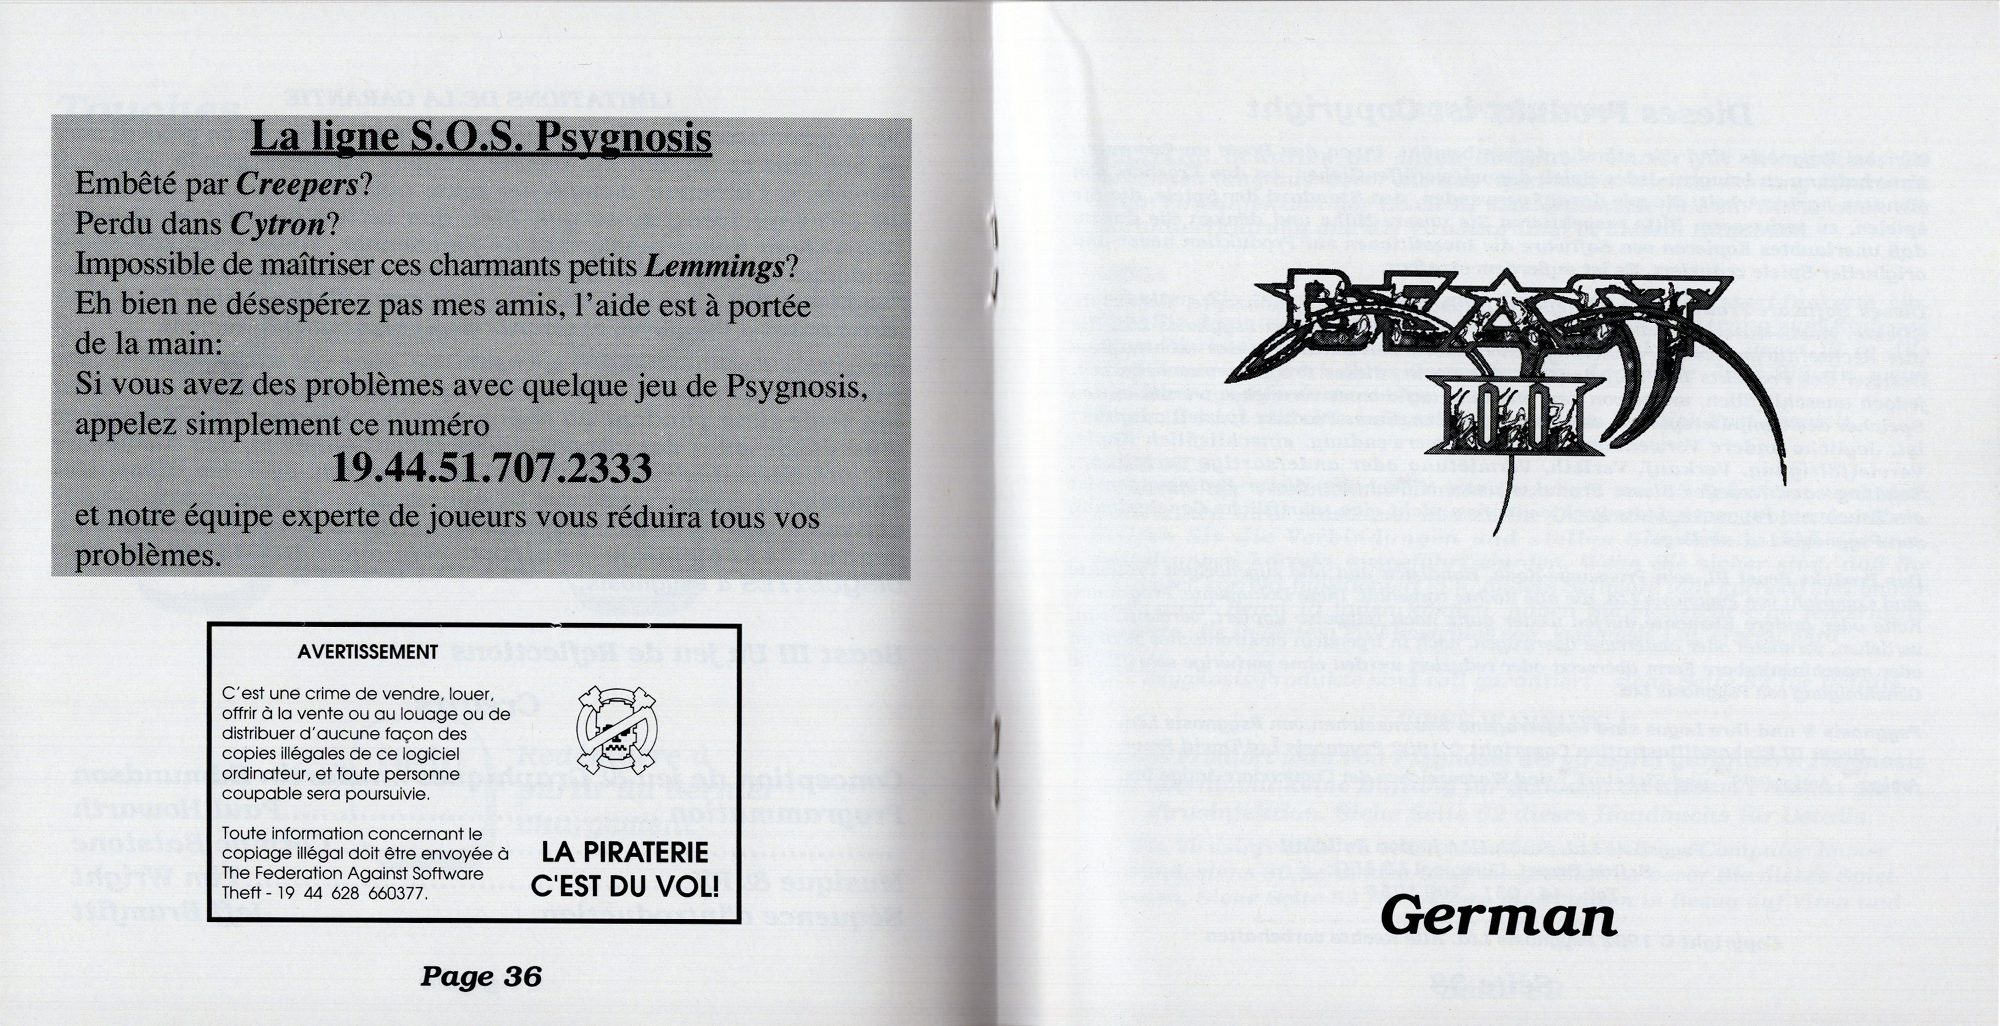 La ligne S.O.S. Psygnosis
Embêté par Creepers?
Perdu dans Cytron?
Impossible de maîtriser ces charmants petits Lemmings?
Eh bien ne désespérez pas mes amis, l'aide est à portée
de la main:
Si vous avez des problèmes avec quelque jeu de Psygnosis,
appelez simplement ce numéro
19.44.51.707.2333
et notre équipe experte de joueurs vous réduira tous vos
problèmes.
AVERTISSEMENT
C'est une crime de vendre, louer,
offrir à la vente ou au louage ou de
distribuer d'aucune façon des
copies illégales de ce logiciel
ordinateur, et toute personne
coupable sera poursuivie.
Toute information concernant le
copiage illégal doit être envoyée à
The Federation Against Software
Theft - 19 44 628 660377.
LA PIRATERIE
C'EST DU VOL!
Page 36
BEAST
III
German